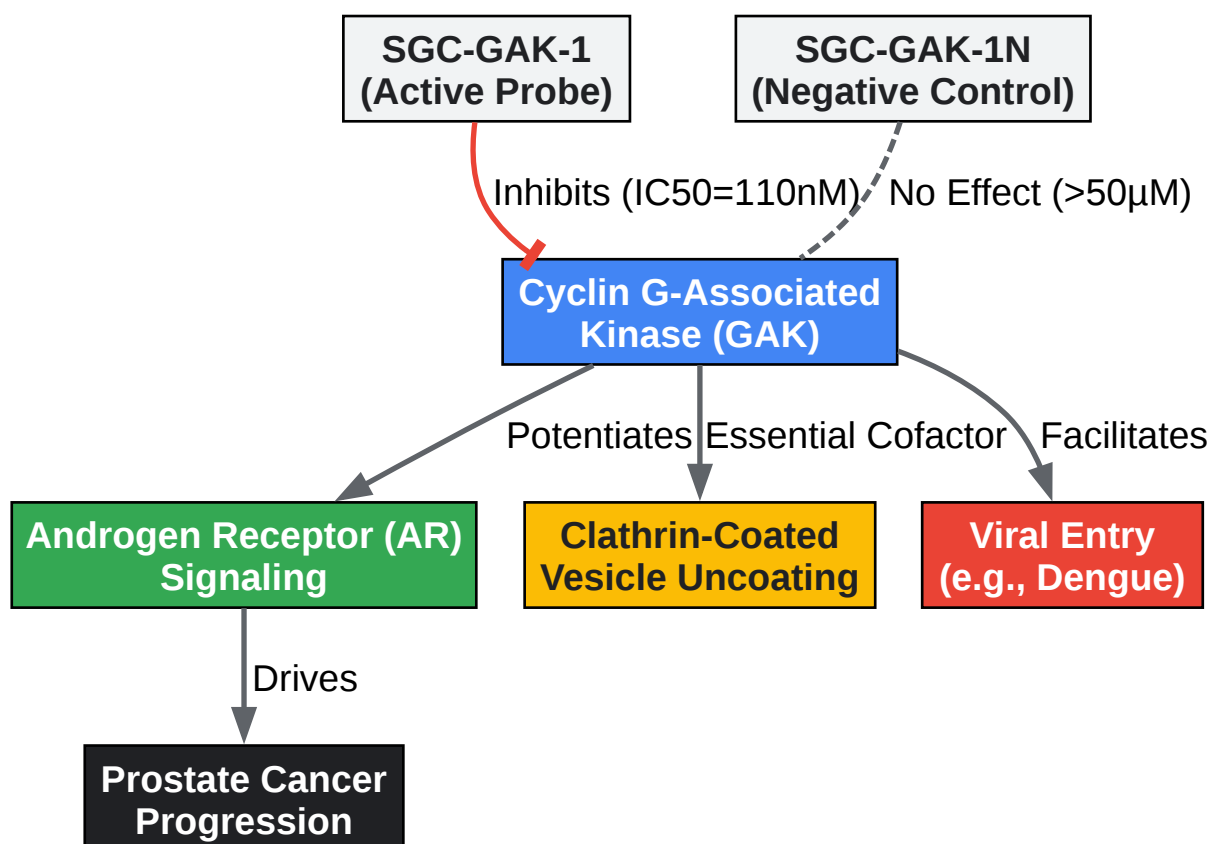 SGC-GAK-1
(Active Probe)
SGC-GAK-1N
(Negative Control)
Inhibits (IC50=110nM)
No Effect (>50µM)
Cyclin G-Associated
Kinase (GAK)
Potentiates
Essential Cofactor
Facilitates
Androgen Receptor (AR)
Signaling
Clathrin-Coated
Vesicle Uncoating
Viral Entry
(e.g., Dengue)
Drives
Prostate Cancer
Progression